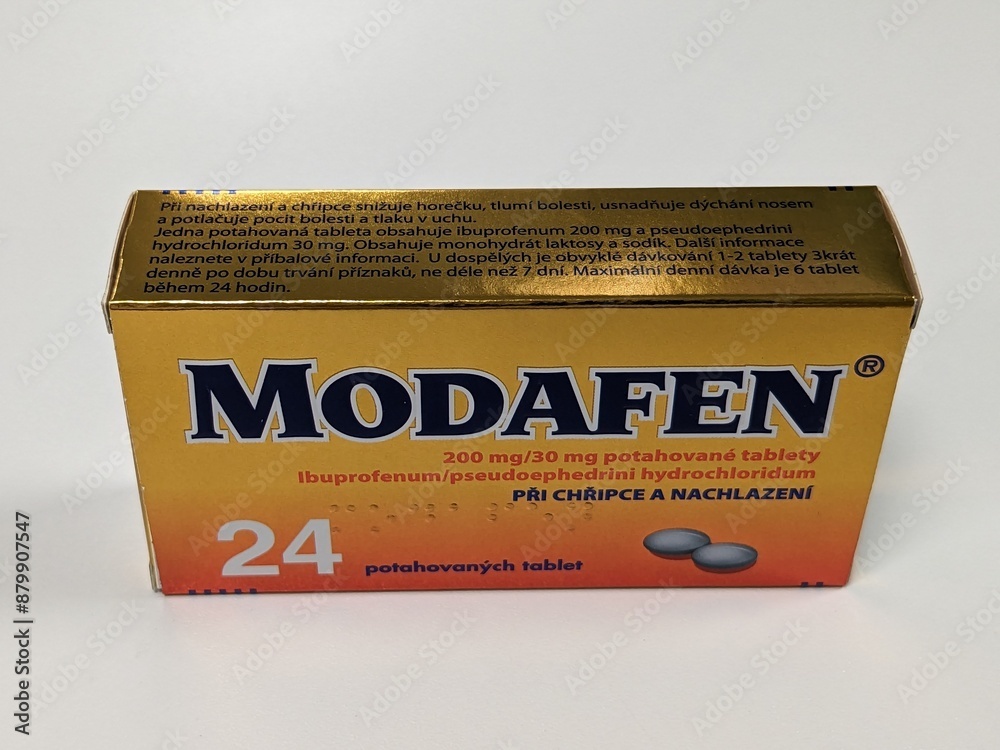 Při nachlazení a chřipce snižuje horečku, tlumí bolesti, usnadňuje dýchání nosem
a potlačuje pocit bolesti a tlaku v uchu.
Jedna potahovaná tableta obsahuje ibuprofenum 200 mg a pseudoephedrini
hydrochloridum 30 mg. Obsahuje monohydrát laktosy a sodík. Další informace
naleznete v příbalové informaci. U dospělých je obvyklé dávkování 1-2 tablety 3krát
denně po dobu trvání příznaků, ne déle než 7 dní. Maximální denní dávka je 6 tablet
během 24 hodin.
MODAFEN®
200 mg/30 mg potahované tablety
Ibuprofenum/pseudoephedrini hydrochloridum
PŘI CHŘIPCE A NACHLAZENÍ
24 potahovaných tablet
Adobe Stock | #879907547